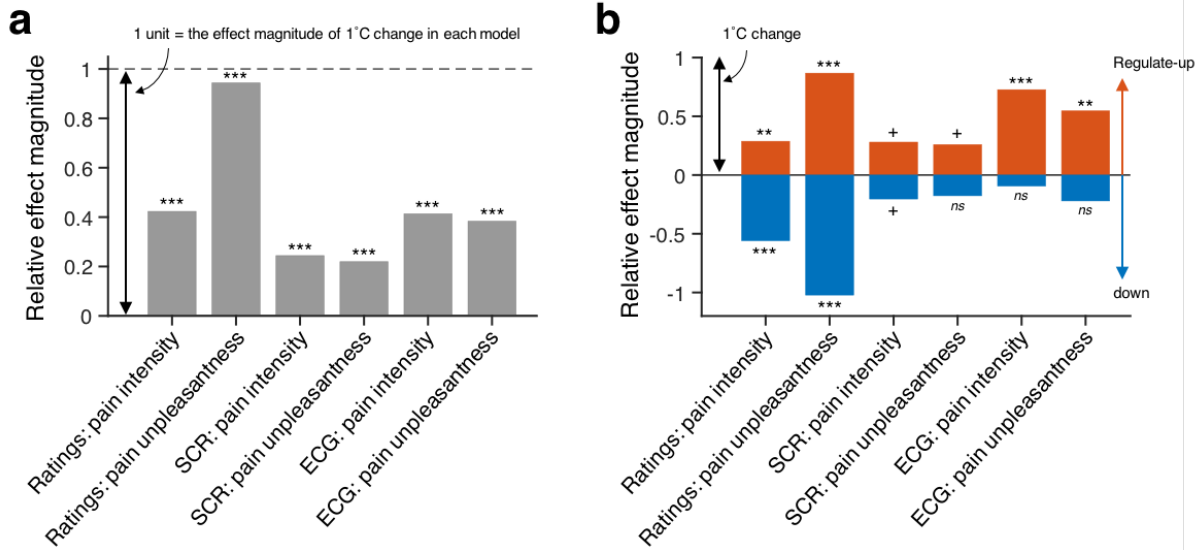 a
1 unit = the effect magnitude of 1°C change in each model
Relative effect magnitude
1
0.8
0.6
0.4
0.2
0
***
***
***
***
***
***
Ratings: pain intensity
Ratings: pain unpleasantness
SCR: pain intensity
SCR: pain unpleasantness
ECG: pain intensity
ECG: pain unpleasantness
b
1°C change
Relative effect magnitude
1
0.5
0
-0.5
-1
**
***
+
+
***
**
***
***
+
ns
ns
ns
Regulate-up
down
Ratings: pain intensity
Ratings: pain unpleasantness
SCR: pain intensity
SCR: pain unpleasantness
ECG: pain intensity
ECG: pain unpleasantness